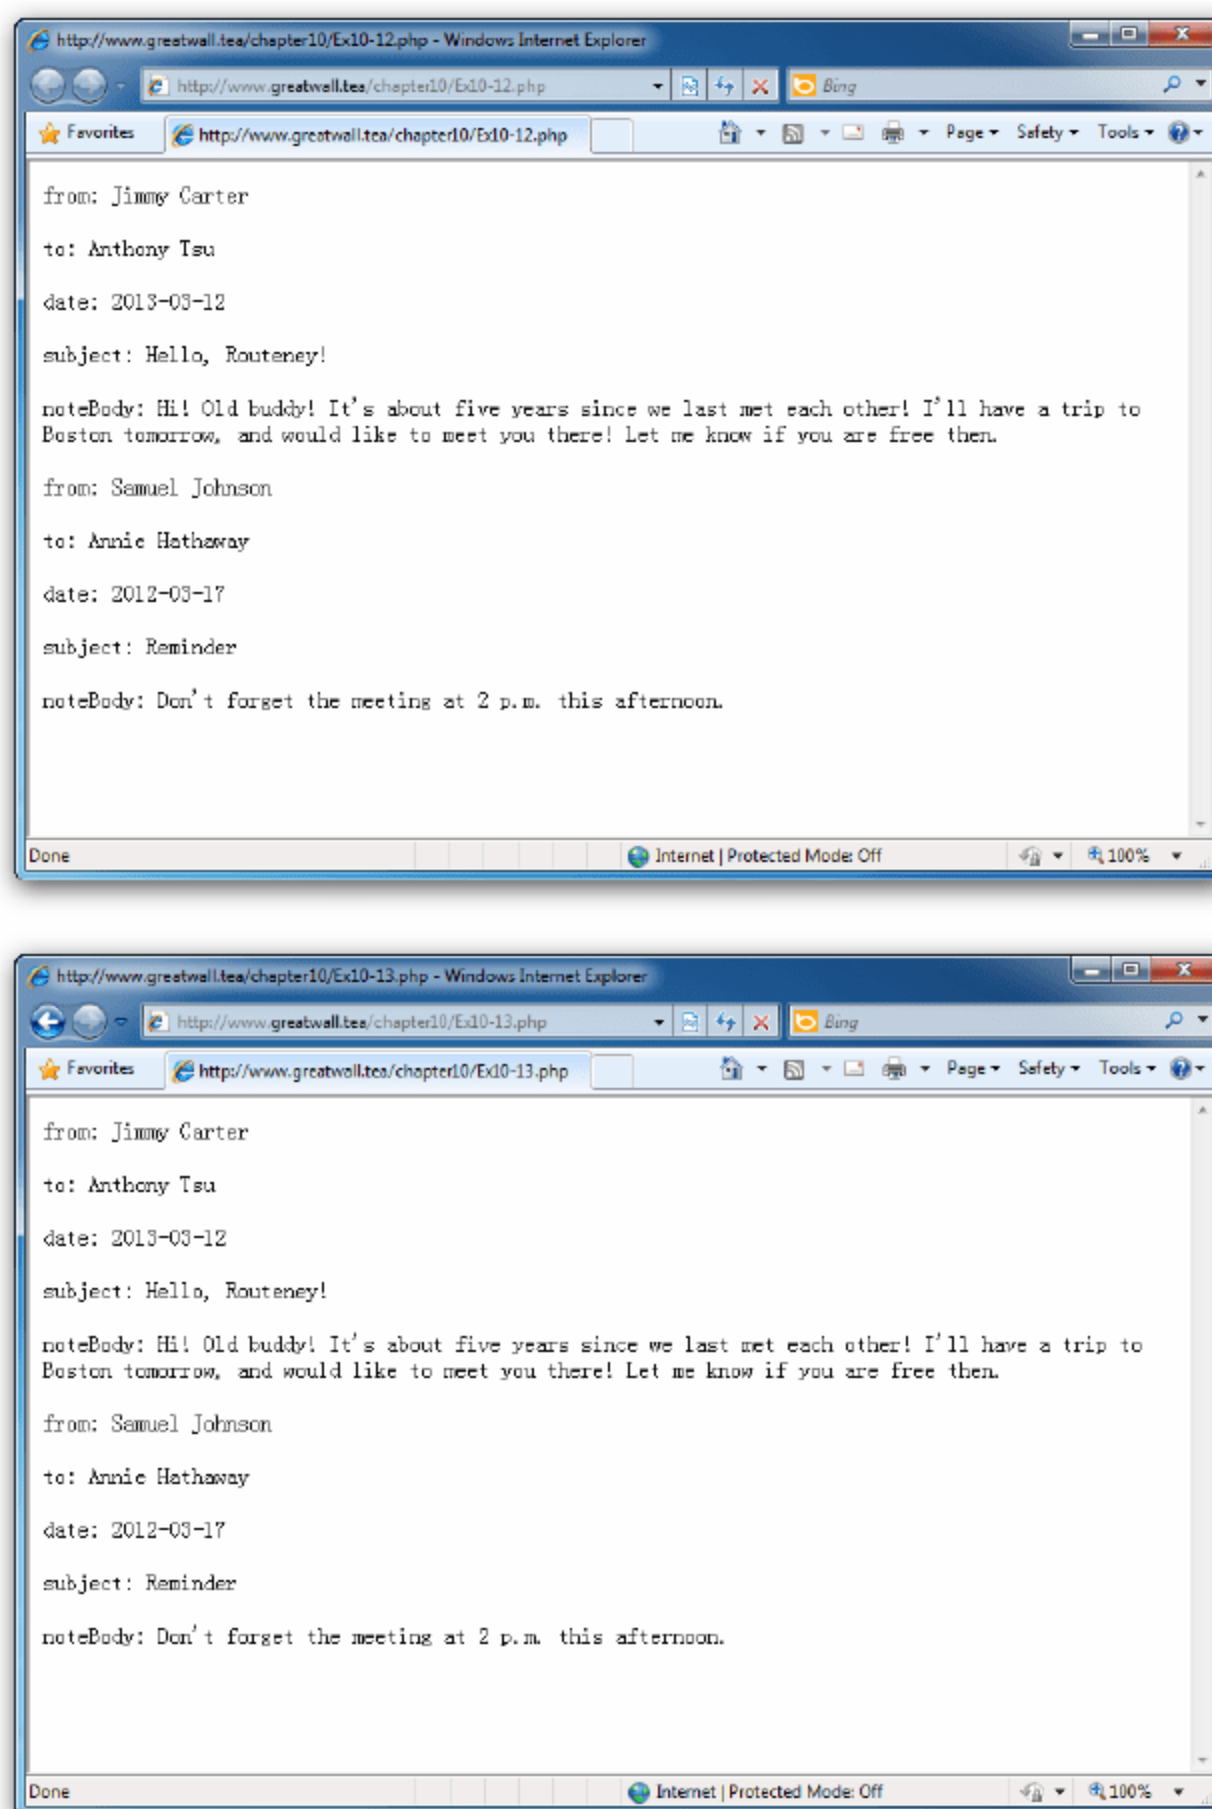 http://www.greatwall.tea/chapter10/Ex10-12.php - Windows Internet Explorer
http://www.greatwall.tea/chapter10/Ex10-12.php
Bing
Favorites
http://www.greatwall.tea/chapter10/Ex10-12.php
Page
Safety
Tools
from: Jimmy Carter
to: Anthony Tsu
date: 2013-03-12
subject: Hello, Routeney!
noteBody: Hi! Old buddy! It's about five years since we last met each other! I'll have a trip to
Boston tomorrow, and would like to meet you there! Let me know if you are free then.
from: Samuel Johnson
to: Annie Hathaway
date: 2012-03-17
subject: Reminder
noteBody: Don't forget the meeting at 2 p.m. this afternoon.
Done
Internet | Protected Mode: Off
100%
http://www.greatwall.tea/chapter10/Ex10-13.php - Windows Internet Explorer
http://www.greatwall.tea/chapter10/Ex10-13.php
Bing
Favorites
http://www.greatwall.tea/chapter10/Ex10-13.php
Page
Safety
Tools
from: Jimmy Carter
to: Anthony Tsu
date: 2013-03-12
subject: Hello, Routeney!
noteBody: Hi! Old buddy! It's about five years since we last met each other! I'll have a trip to
Boston tomorrow, and would like to meet you there! Let me know if you are free then.
from: Samuel Johnson
to: Annie Hathaway
date: 2012-03-17
subject: Reminder
noteBody: Don't forget the meeting at 2 p.m. this afternoon.
Done
Internet | Protected Mode: Off
100%